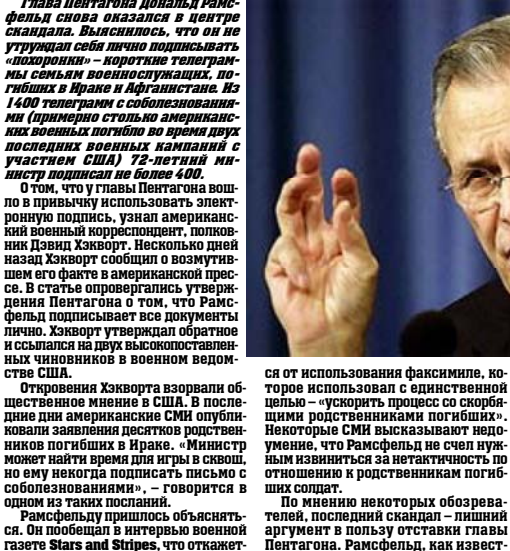 Глава Пентагона Дональд Рамс-
фельд снова оказался в центре
скандала. Выяснилось, что он не
утруждал себя лично подписывать
«похоронки» – короткие телеграм-
мы семьям военнослужащих, по-
гибших в Ираке и Афганистане. Из
1400 телеграмм с соболезнования-
ми (примерно столько американс-
ких военных погибло во время двух
последних военных кампаний с
участием США) 72-летний ми-
нистр подписал не более 400.
О том, что у главы Пентагона вош-
ло в привычку использовать элект-
ронную подпись, узнал американс-
кий военный корреспондент, полков-
ник Дэвид Хэкворт. Несколько дней
назад Хэкворт сообщил о возмутив-
шем его факте в американской прес-
се. В статье опровергались утверж-
дения Пентагона о том, что Рамс-
фельд подписывает все документы
лично. Хэкворт утверждал обратное
и ссылался на двух высокопоставлен-
ных чиновников в военном ведом-
стве США.
Откровения Хэкворта взорвали об-
щественное мнение в США. В после-
дние дни американские СМИ опубли-
ковали заявления десятков родствен-
ников погибших в Ираке. «Министр
может найти время для игры в сквош,
но ему некогда подписать письмо с
соболезнованиями», – говорится в
одном из таких посланий.
Рамсфельду пришлось объяснять-
ся. Он пообещал в интервью военной
газете Stars and Stripes, что откажет-
ся от использования факсимиле, ко-
торое использовал с единственной
целью – «ускорить процесс со скорбя-
щими родственниками погибших».
Некоторые СМИ высказывают недо-
умение, что Рамсфельд не счел нуж-
ным извиниться за нетактичность по
отношению к родственникам погиб-
ших солдат.
По мнению некоторых обозрева-
телей, последний скандал – лишний
аргумент в пользу отставки главы
Пентагона. Рамсфельд, как извест-